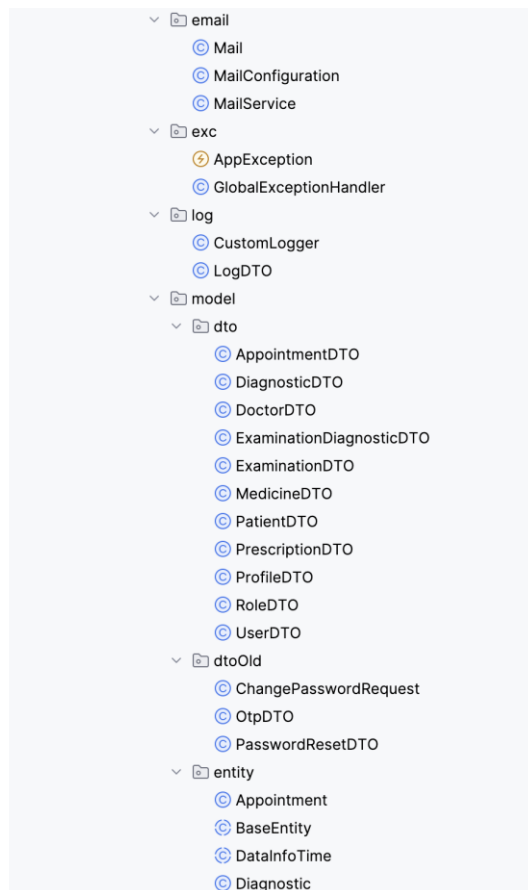 email
Mail
MailConfiguration
MailService
exc
AppException
GlobalExceptionHandler
log
CustomLogger
LogDTO
model
dto
AppointmentDTO
DiagnosticDTO
DoctorDTO
ExaminationDiagnosticDTO
ExaminationDTO
MedicineDTO
PatientDTO
PrescriptionDTO
ProfileDTO
RoleDTO
UserDTO
dtoOld
ChangePasswordRequest
OtpDTO
PasswordResetDTO
entity
Appointment
BaseEntity
DataInfoTime
Diagnostic